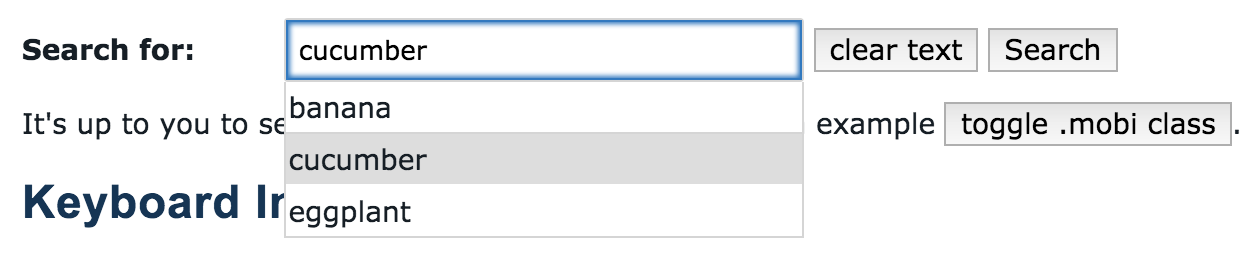 Search for: cucumber clear text Search
banana
It's up to you to se example toggle .mobi class.
cucumber
Keyboard In
eggplant